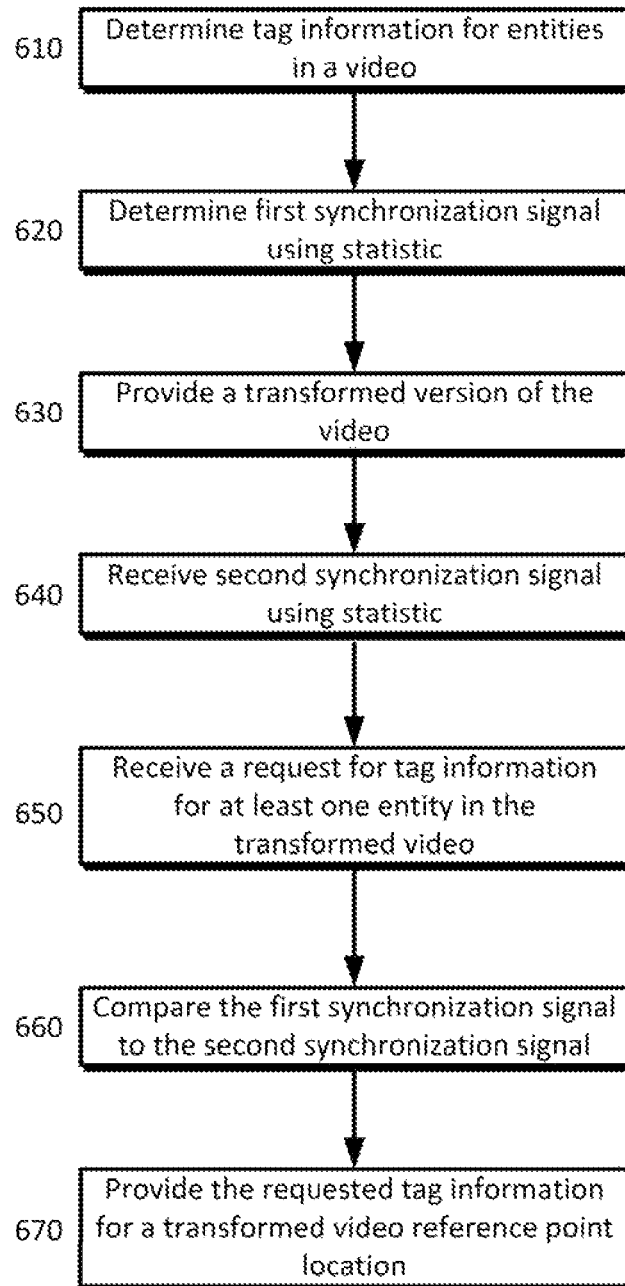 610
Determine tag information for entities
in a video
620
Determine first synchronization signal
using statistic
630
Provide a transformed version of the
video
640
Receive second synchronization signal
using statistic
650
Receive a request for tag information
for at least one entity in the
transformed video
660
Compare the first synchronization signal
to the second synchronization signal
670
Provide the requested tag information
for a transformed video reference point
location